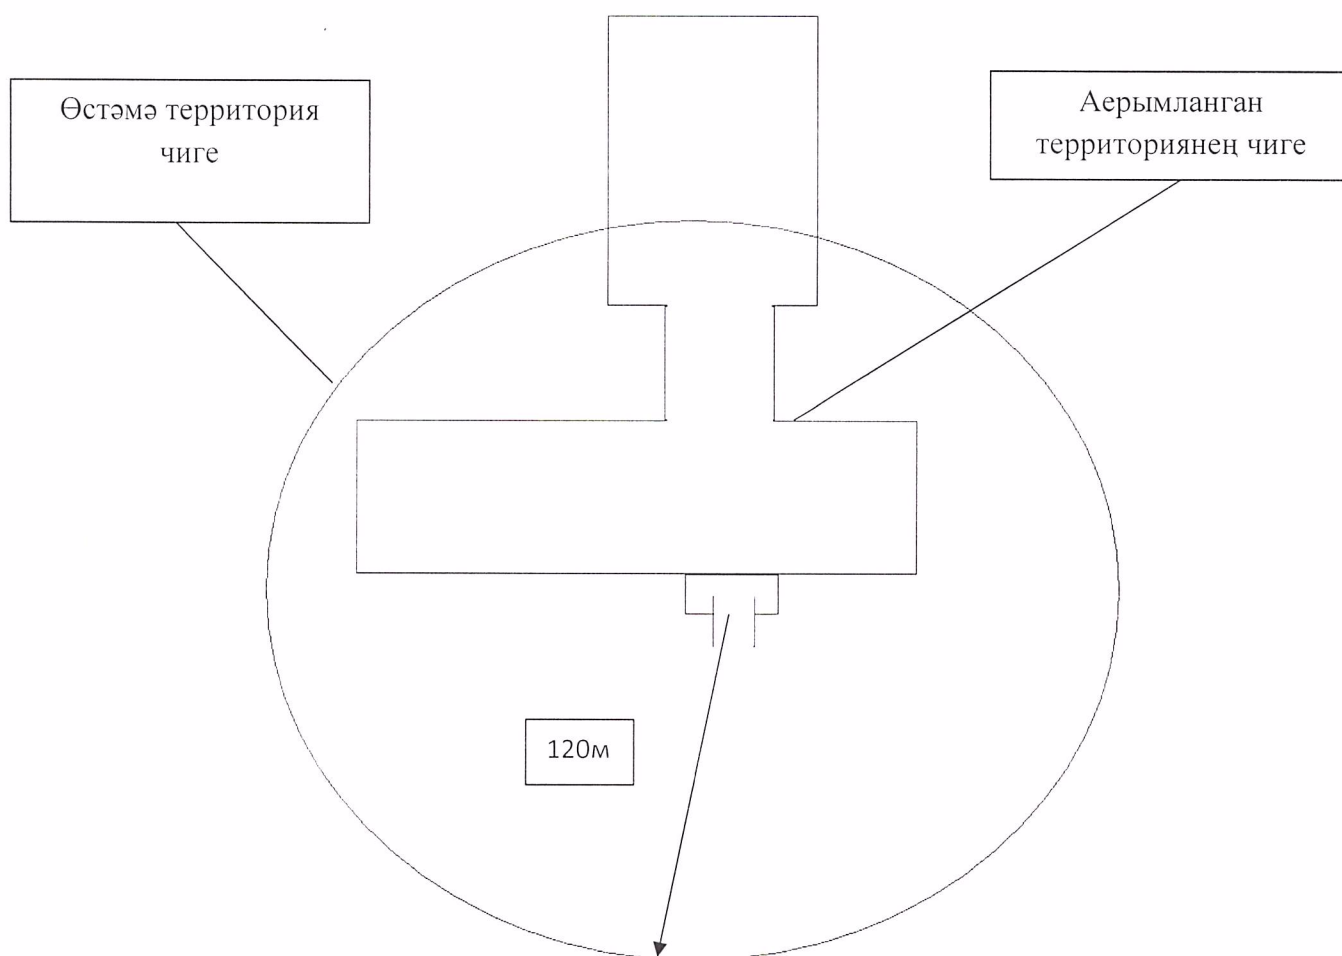 Өстәмә территория
чиге
Аерымланган
территориянең чиге
120м